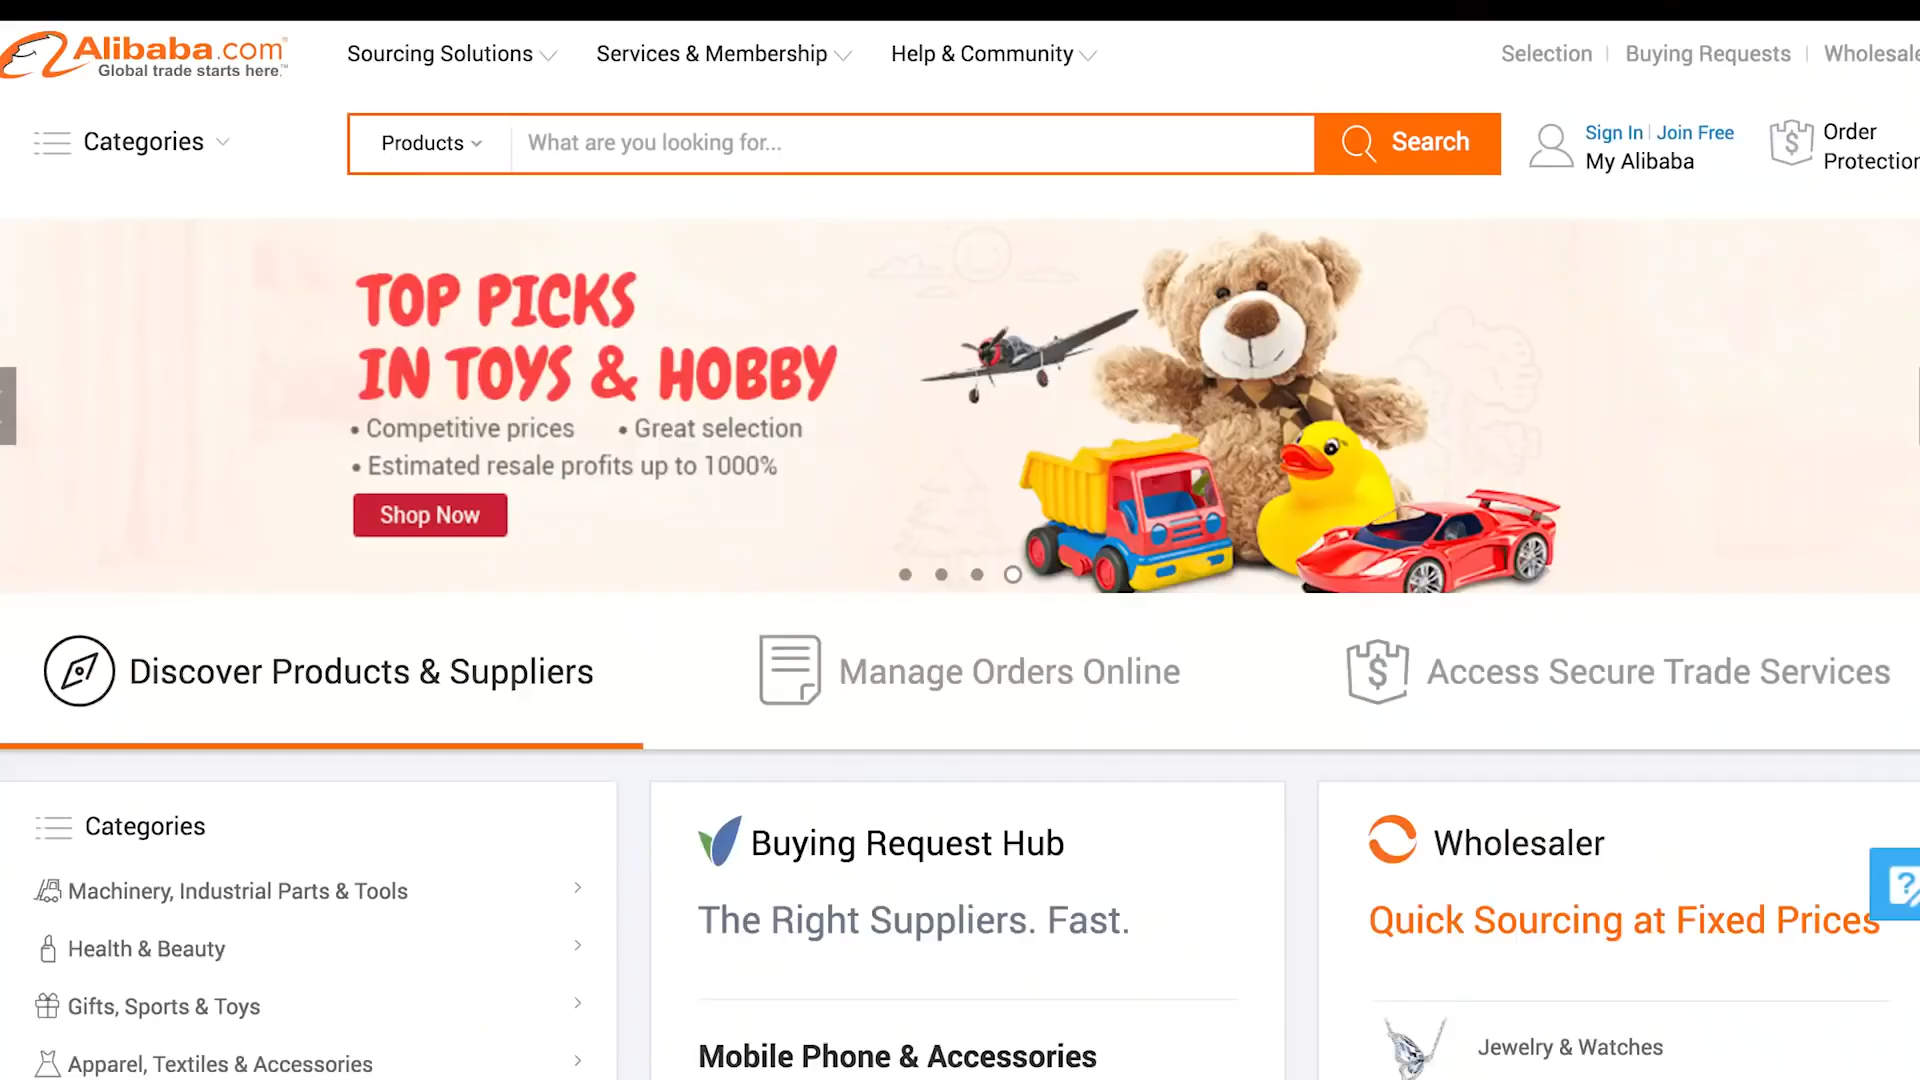 Alibaba.com
Global trade starts here.™
Sourcing Solutions
Services & Membership
Help & Community
Selection
Buying Requests
Wholesale
Categories
Products
What are you looking for...
Search
Sign In | Join Free
My Alibaba
Order
Protection
TOP PICKS
IN TOYS & HOBBY
• Competitive prices
• Great selection
• Estimated resale profits up to 1000%
Shop Now
Discover Products & Suppliers
Manage Orders Online
Access Secure Trade Services
Categories
Machinery, Industrial Parts & Tools
Health & Beauty
Gifts, Sports & Toys
Apparel, Textiles & Accessories
Buying Request Hub
The Right Suppliers. Fast.
Mobile Phone & Accessories
Wholesaler
Quick Sourcing at Fixed Prices
Jewelry & Watches